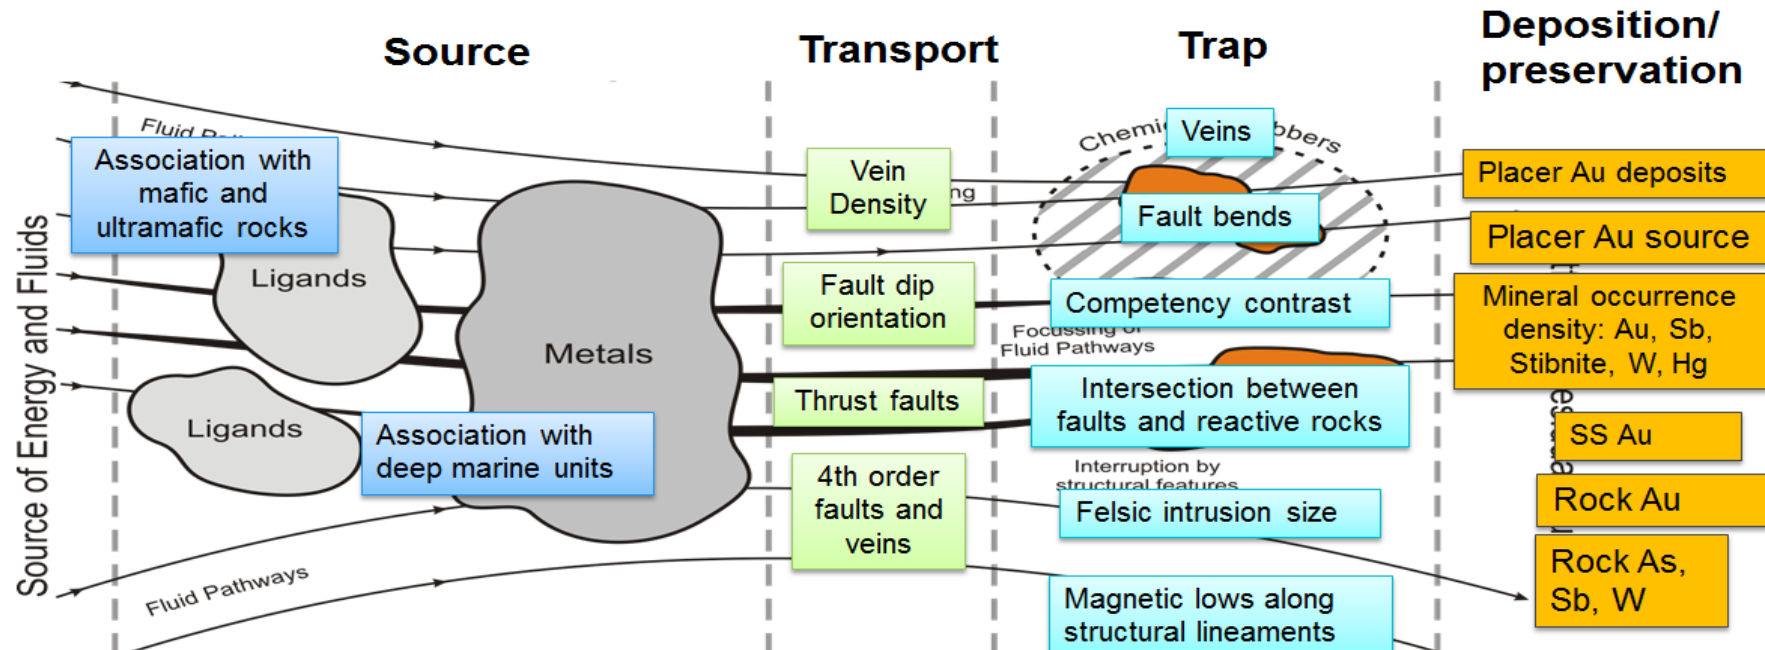 Source
Transport
Trap
Deposition/
preservation
Source of Energy and Fluids
Fluid
Association with
mafic and
ultramafic rocks
Ligands
Ligands
Metals
Association with
deep marine units
Fluid Pathways
Vein
Density
Fault dip
orientation
Thrust faults
4th order
faults and
veins
Veins
Fault bends
Competency contrast
Focussing of
Fluid Pathways
Intersection between
faults and reactive rocks
Interruption by
structural features
Felsic intrusion size
Magnetic lows along
structural lineaments
Placer Au deposits
Placer Au source
Mineral occurrence
density: Au, Sb,
Stibnite, W, Hg
SS Au
Rock Au
Rock As,
Sb, W